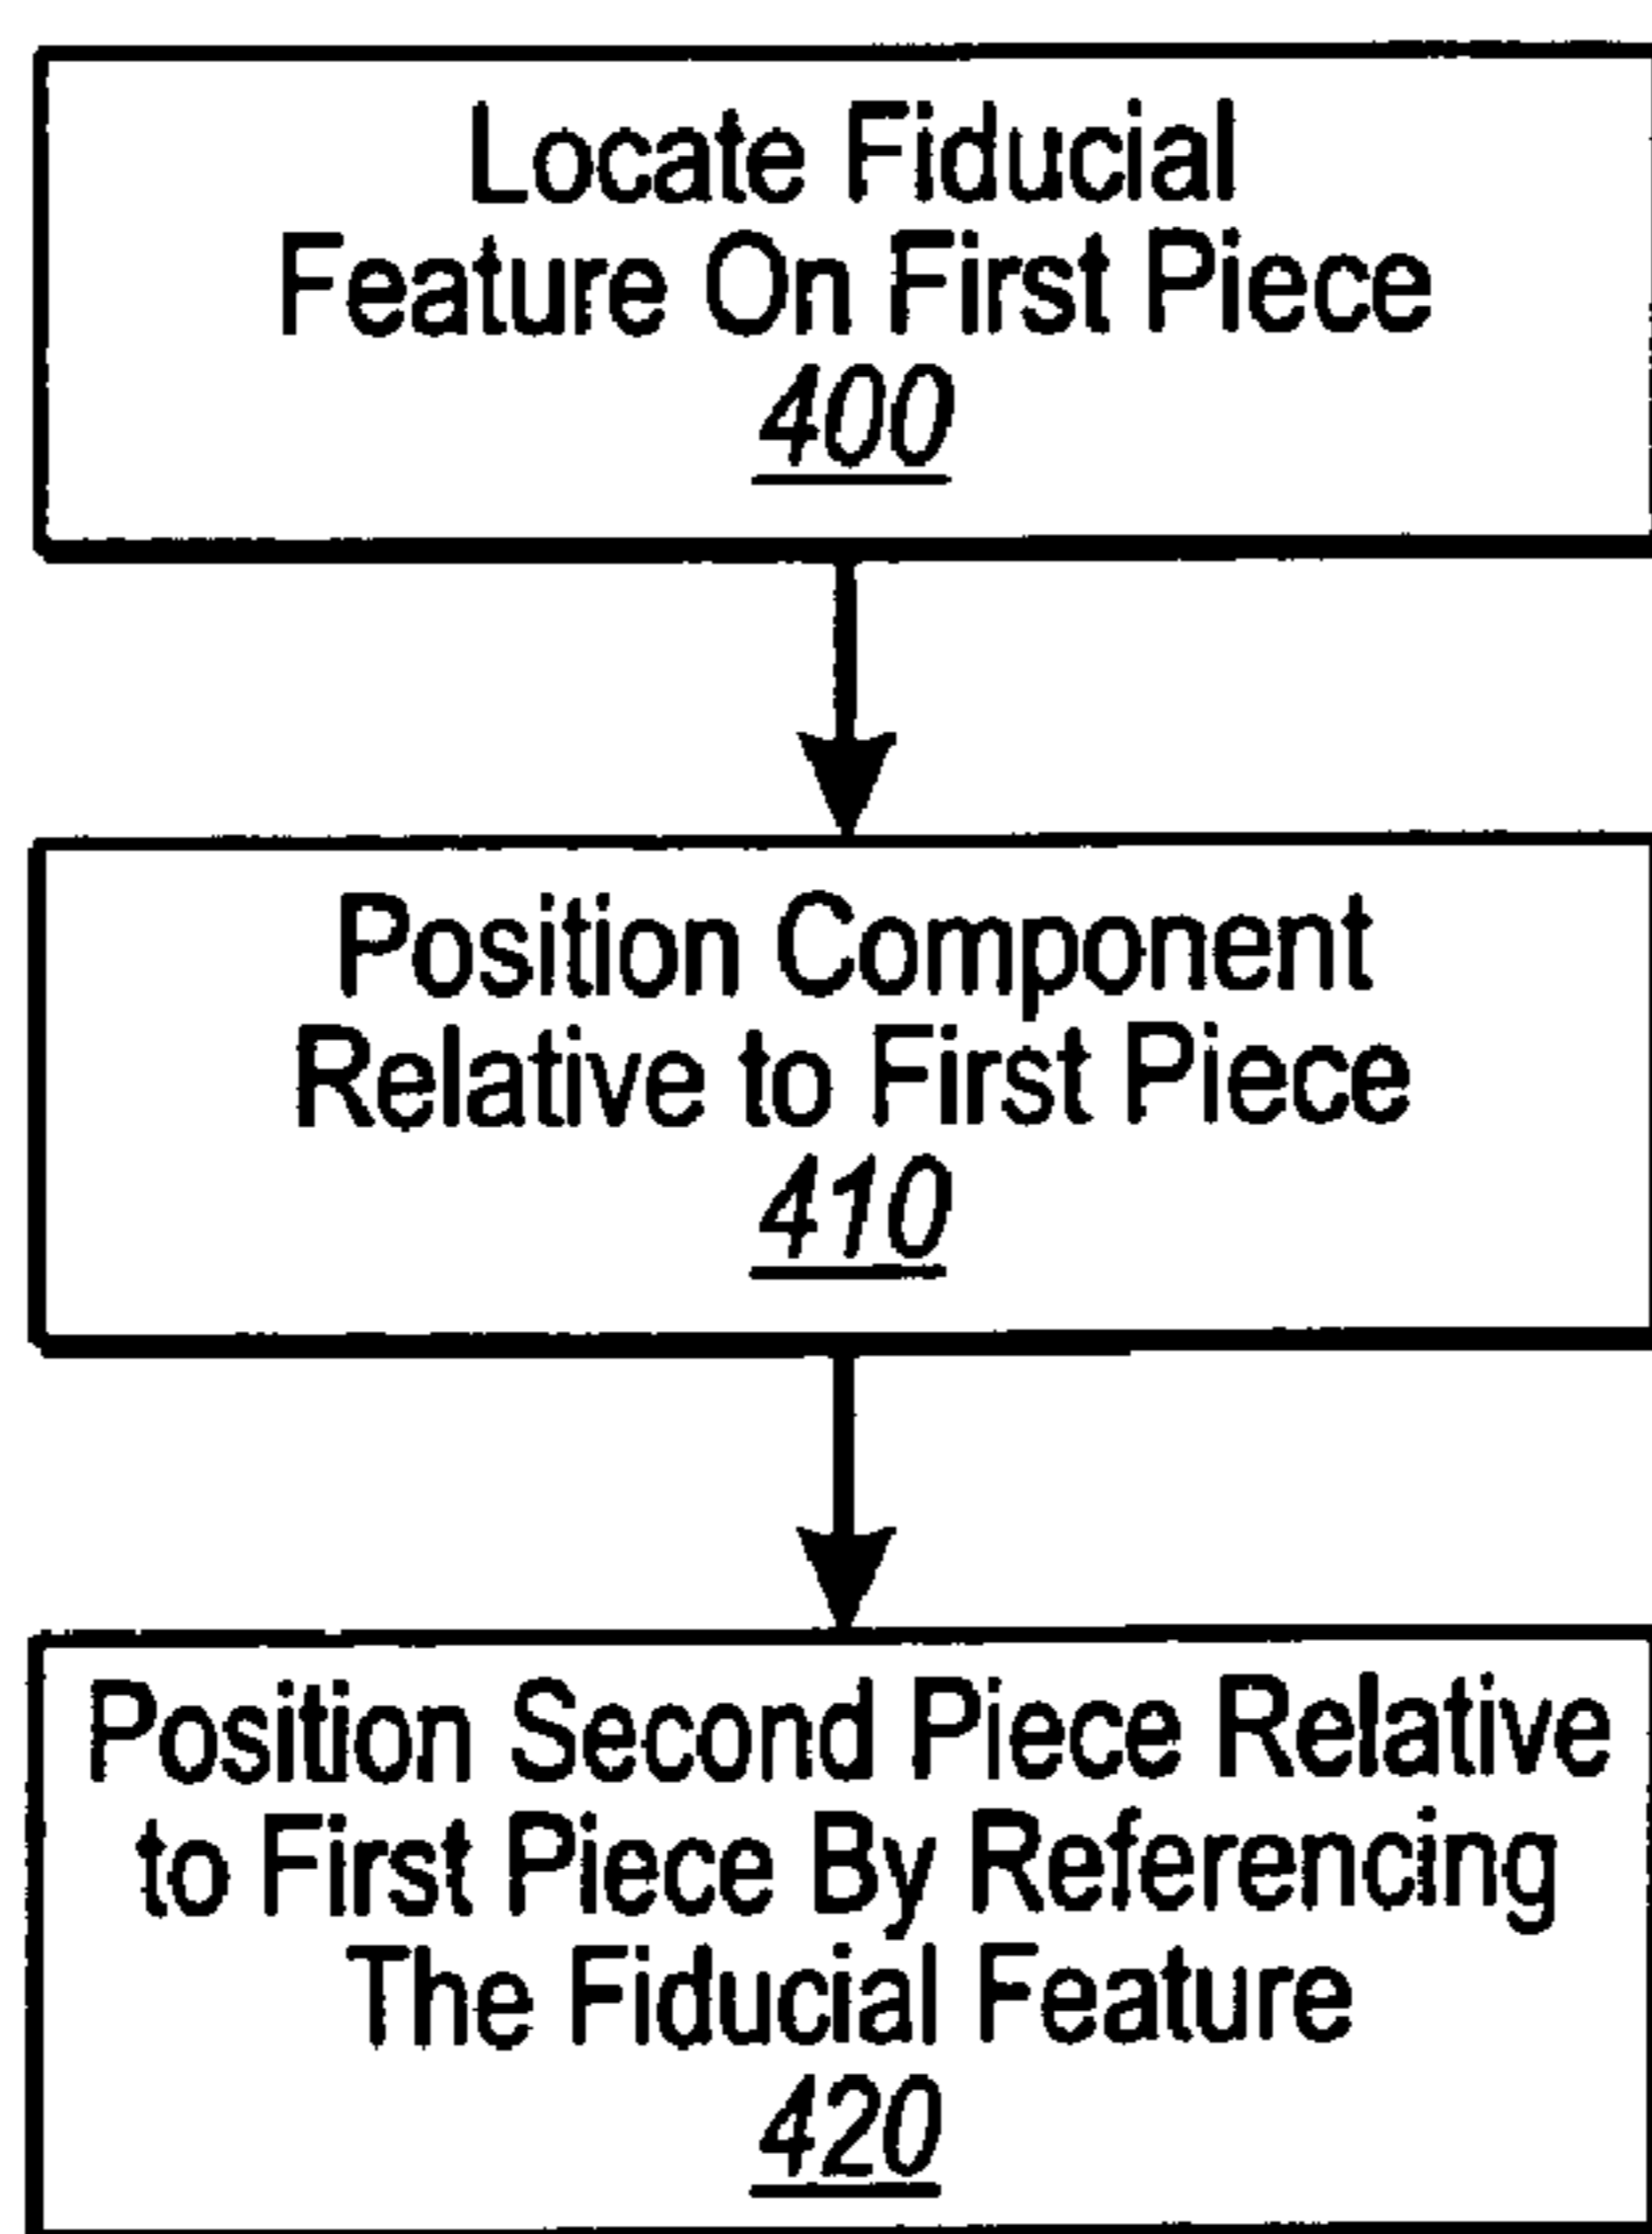 Locate Fiducial
Feature On First Piece
400
Position Component
Relative to First Piece
410
Position Second Piece Relative
to First Piece By Referencing
The Fiducial Feature
420